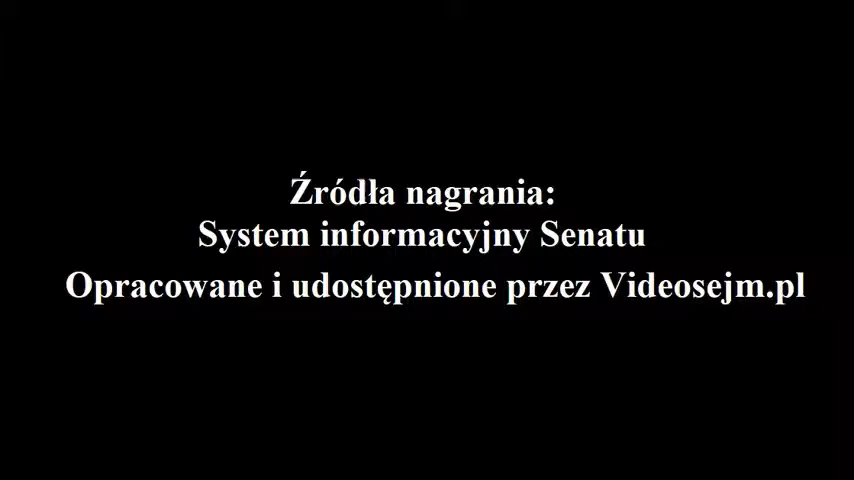 Źródła nagrania:
System informacyjny Senatu
Opracowane i udostępnione przez Videosejm.pl